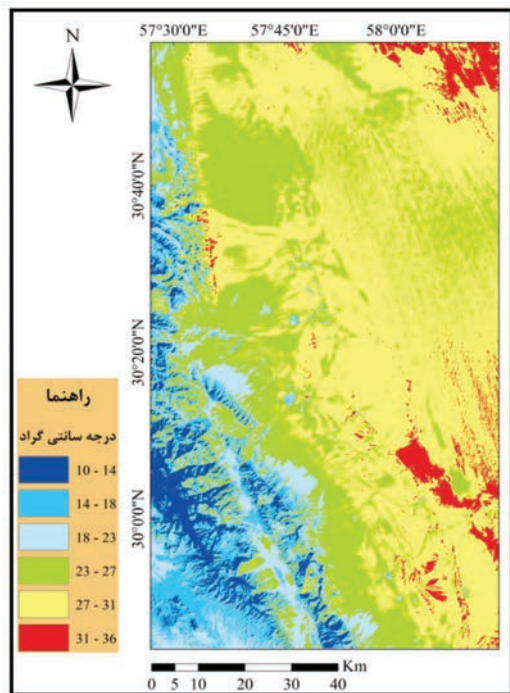 57°30'0"E 57°45'0"E 58°0'0"E
N
30°40'0"N
30°20'0"N
30°0'0"N
راهنما
درجه سانتی گراد
10 - 14
14 - 18
18 - 23
23 - 27
27 - 31
31 - 36
Km
0 5 10 20 30 40